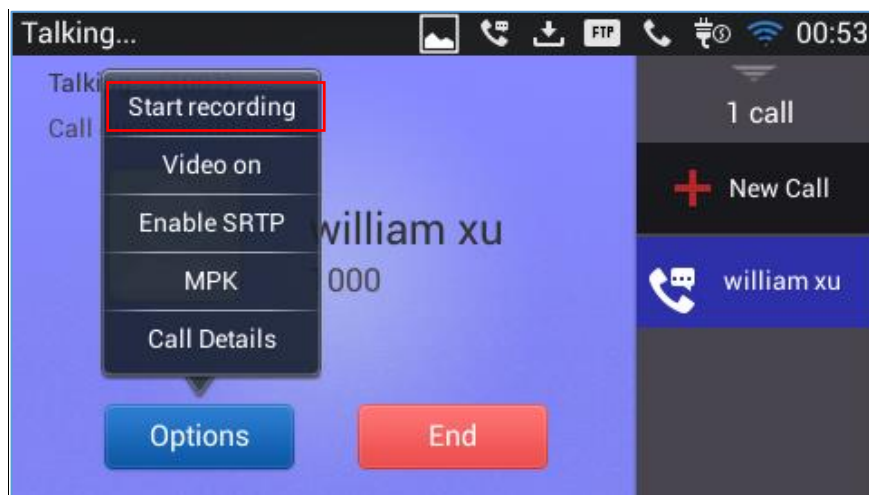 Talking...
FTP
00:53
Start recording
Call
Video on
Enable SRTP
MPK
Call Details
william xu
000
Options
End
1 call
New Call
william xu